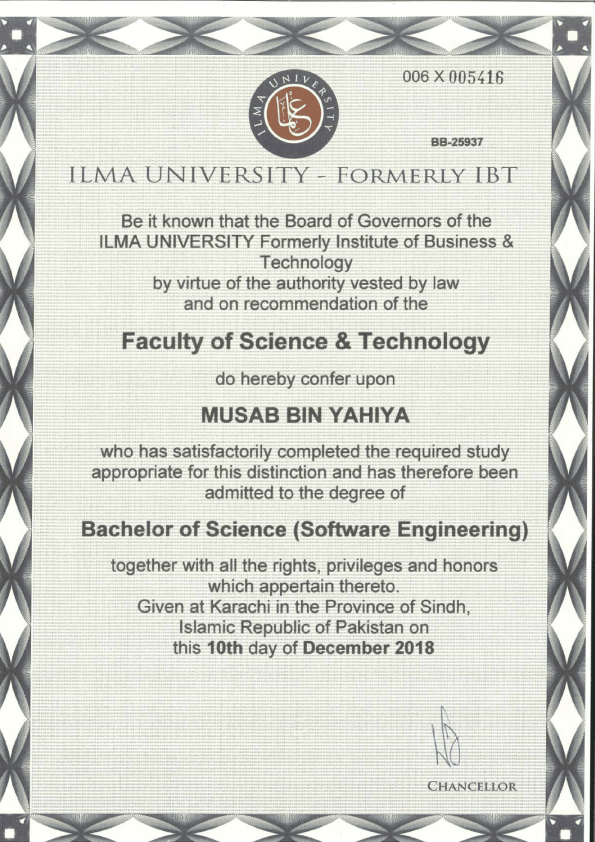 006 X 005416
ILMA UNIVERSITY
BB-25937
ILMA UNIVERSITY - FORMERLY IBT
Be it known that the Board of Governors of the
ILMA UNIVERSITY Formerly Institute of Business &
Technology
by virtue of the authority vested by law
and on recommendation of the
Faculty of Science & Technology
do hereby confer upon
MUSAB BIN YAHIYA
who has satisfactorily completed the required study
appropriate for this distinction and has therefore been
admitted to the degree of
Bachelor of Science (Software Engineering)
together with all the rights, privileges and honors
which appertain thereto.
Given at Karachi in the Province of Sindh,
Islamic Republic of Pakistan on
this 10th day of December 2018
CHANCELLOR